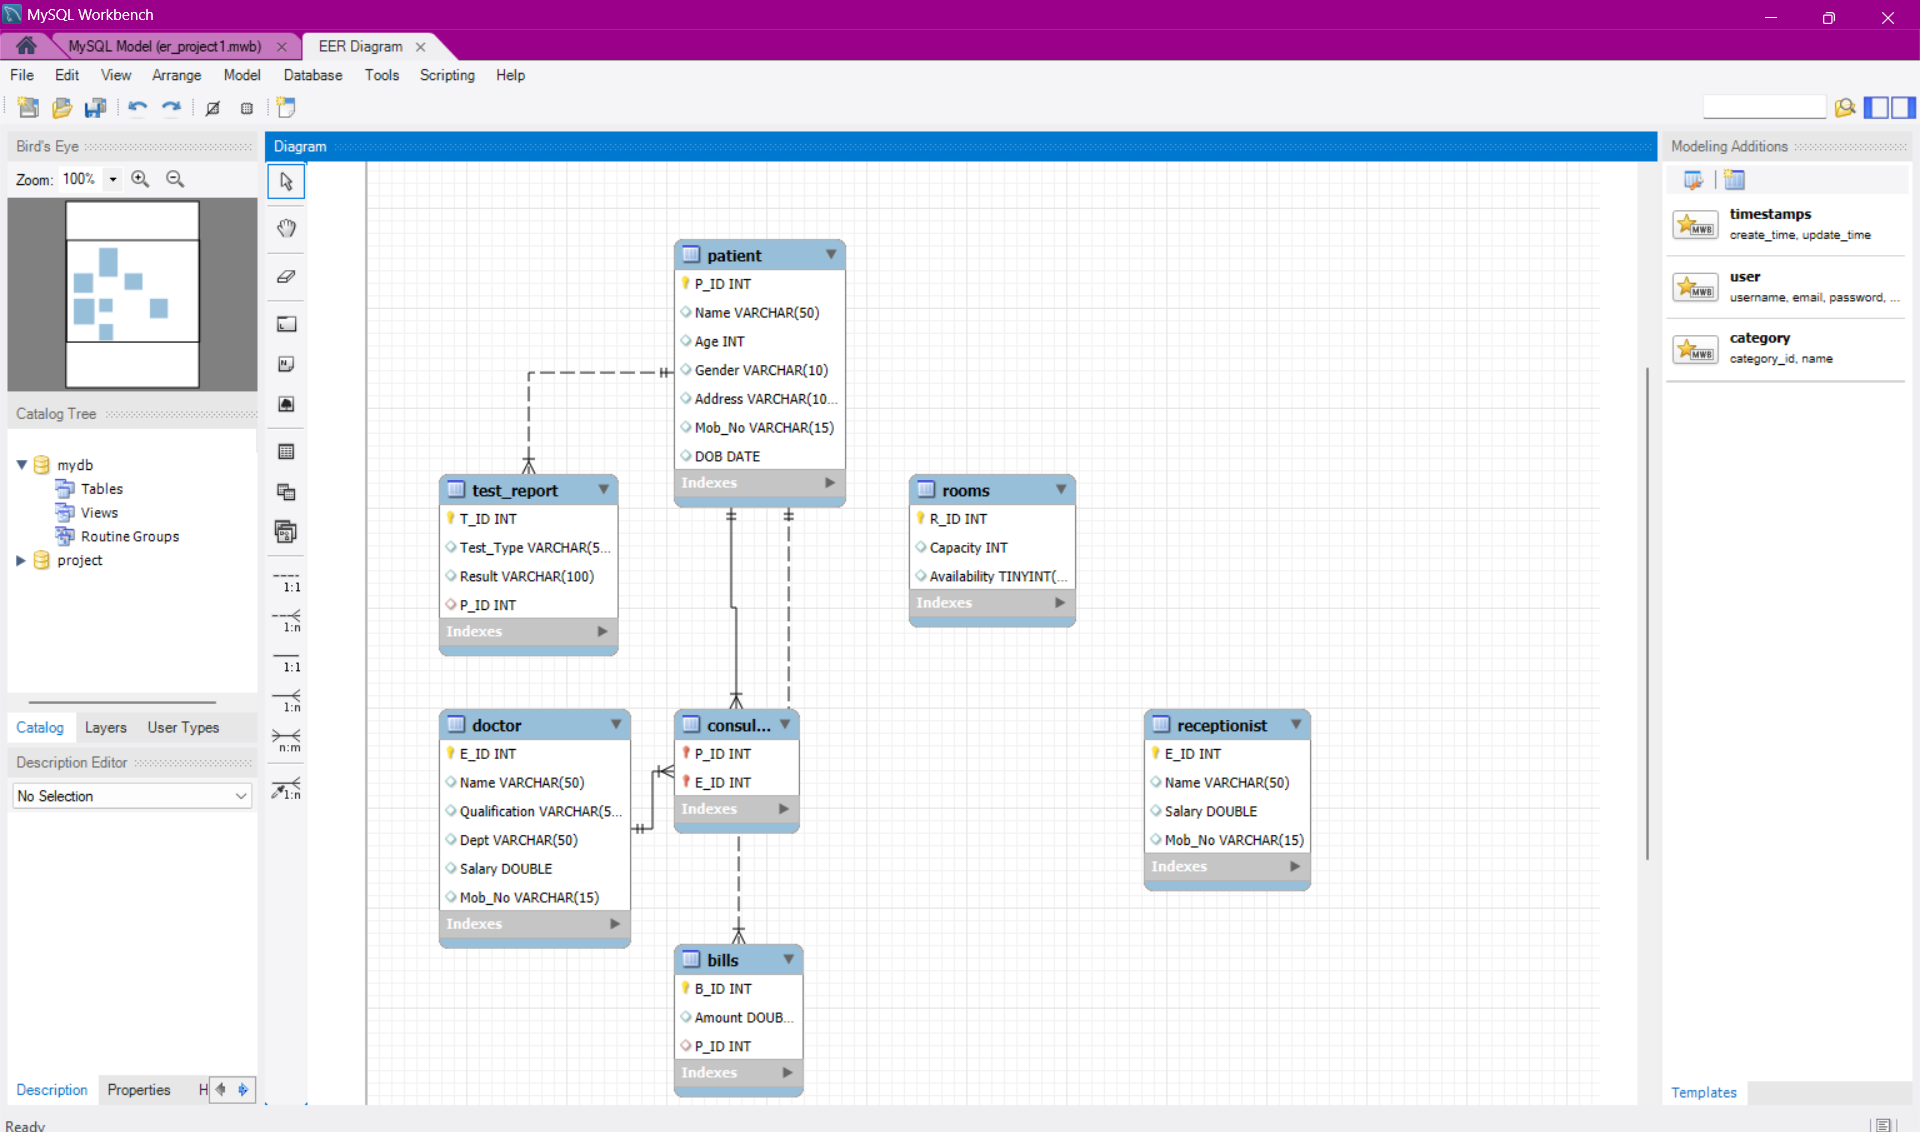 MySQL Workbench
MySQL Model (er_project1.mwb)
EER Diagram
File Edit View Arrange Model Database Tools Scripting Help
Bird's Eye
Zoom: 100%
Catalog Tree
mydb
Tables
Views
Routine Groups
project
Catalog Layers User Types
Description Editor
No Selection
Description Properties H
Ready
Diagram
1:1
1:n
1:1
1:n
n:m
1:n
patient
P_ID INT
Name VARCHAR(50)
Age INT
Gender VARCHAR(10)
Address VARCHAR(10...
Mob_No VARCHAR(15)
DOB DATE
Indexes
test_report
T_ID INT
Test_Type VARCHAR(5...
Result VARCHAR(100)
P_ID INT
Indexes
rooms
R_ID INT
Capacity INT
Availability TINYINT(...
Indexes
doctor
E_ID INT
Name VARCHAR(50)
Qualification VARCHAR(5...
Dept VARCHAR(50)
Salary DOUBLE
Mob_No VARCHAR(15)
Indexes
consul...
P_ID INT
E_ID INT
Indexes
receptionist
E_ID INT
Name VARCHAR(50)
Salary DOUBLE
Mob_No VARCHAR(15)
Indexes
bills
B_ID INT
Amount DOUB...
P_ID INT
Indexes
Modeling Additions
MWB
timestamps
create_time, update_time
MWB
user
username, email, password, ...
MWB
category
category_id, name
Templates